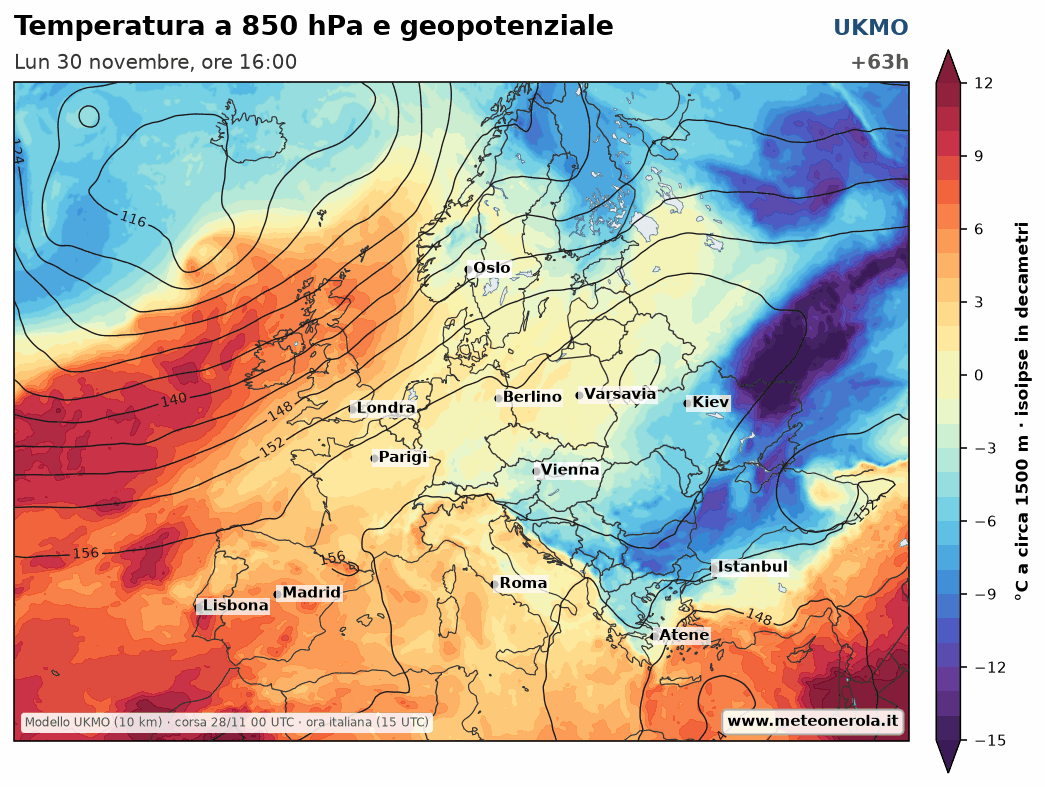 Temperatura a 850 hPa e geopotenziale
UKMO
Lun 30 novembre, ore 16:00
+63h
124
116
140
148
152
156
156
152
148
Oslo
Londra
Berlino
Varsavia
Kiev
Parigi
Vienna
Istanbul
Roma
Madrid
Lisbona
Atene
Modello UKMO (10 km) · corsa 28/11 00 UTC · ora italiana (15 UTC)
www.meteonerola.it
12
9
6
3
0
−3
−6
−9
−12
−15
°C a circa 1500 m · isoipse in decametri